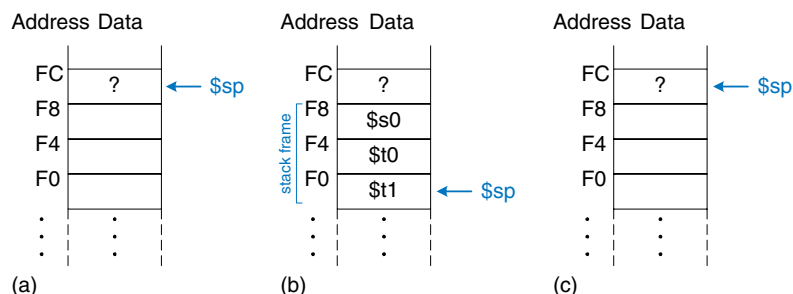 Address Data
FC
?
$sp
F8
F4
F0
(a)
Address Data
FC
?
F8
$s0
F4
$t0
F0
$t1
$sp
stack frame
(b)
Address Data
FC
?
$sp
F8
F4
F0
(c)